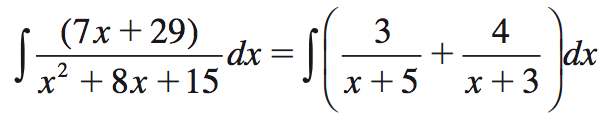 ∫ (7x + 29) / (x² + 8x + 15) dx = ∫ ( 3 / (x + 5) + 4 / (x + 3) ) dx